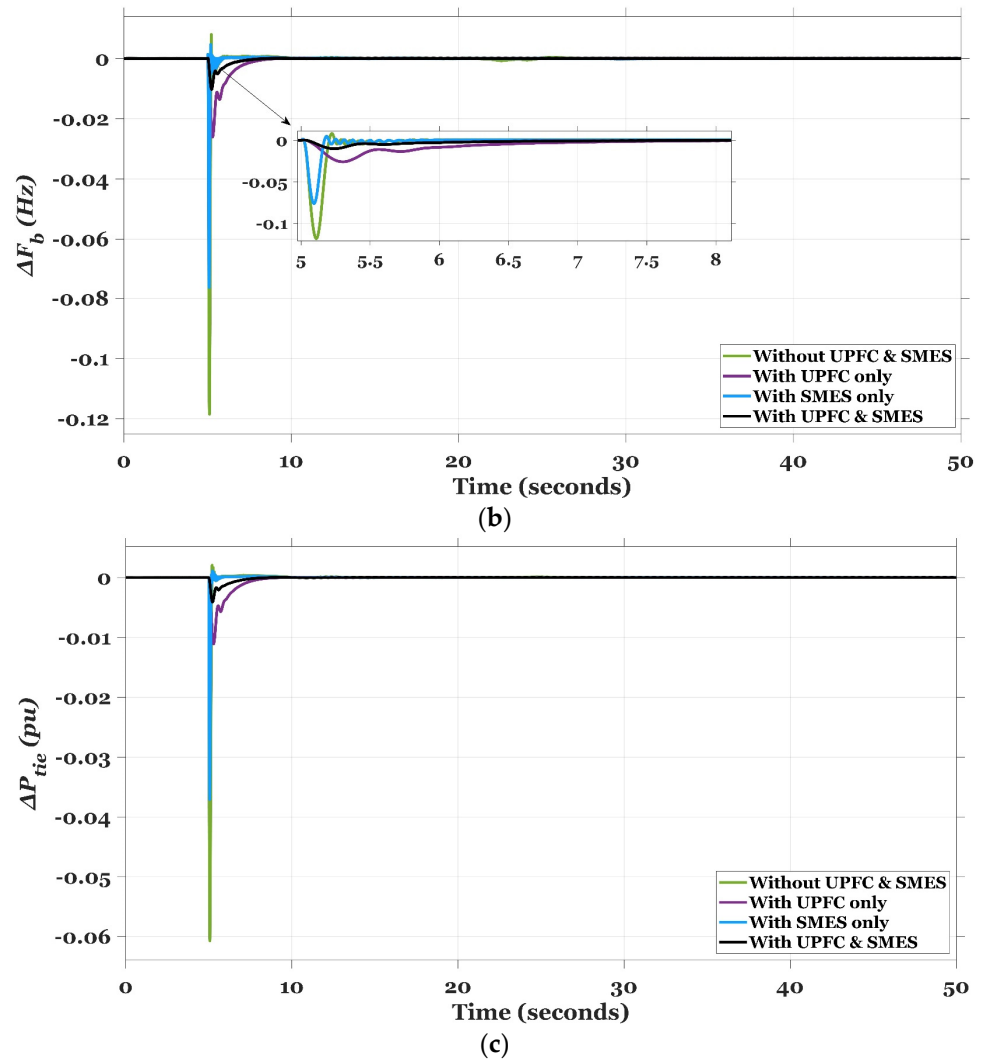 0
-0.02
-0.04
-0.06
-0.08
-0.1
-0.12
ΔF_b (Hz)
0
-0.05
-0.1
5 5.5 6 6.5 7 7.5 8
Without UPFC & SMES
With UPFC only
With SMES only
With UPFC & SMES
0 10 20 30 40 50
Time (seconds)
(b)
0
-0.01
-0.02
-0.03
-0.04
-0.05
-0.06
ΔP_tie (pu)
Without UPFC & SMES
With UPFC only
With SMES only
With UPFC & SMES
0 10 20 30 40 50
Time (seconds)
(c)